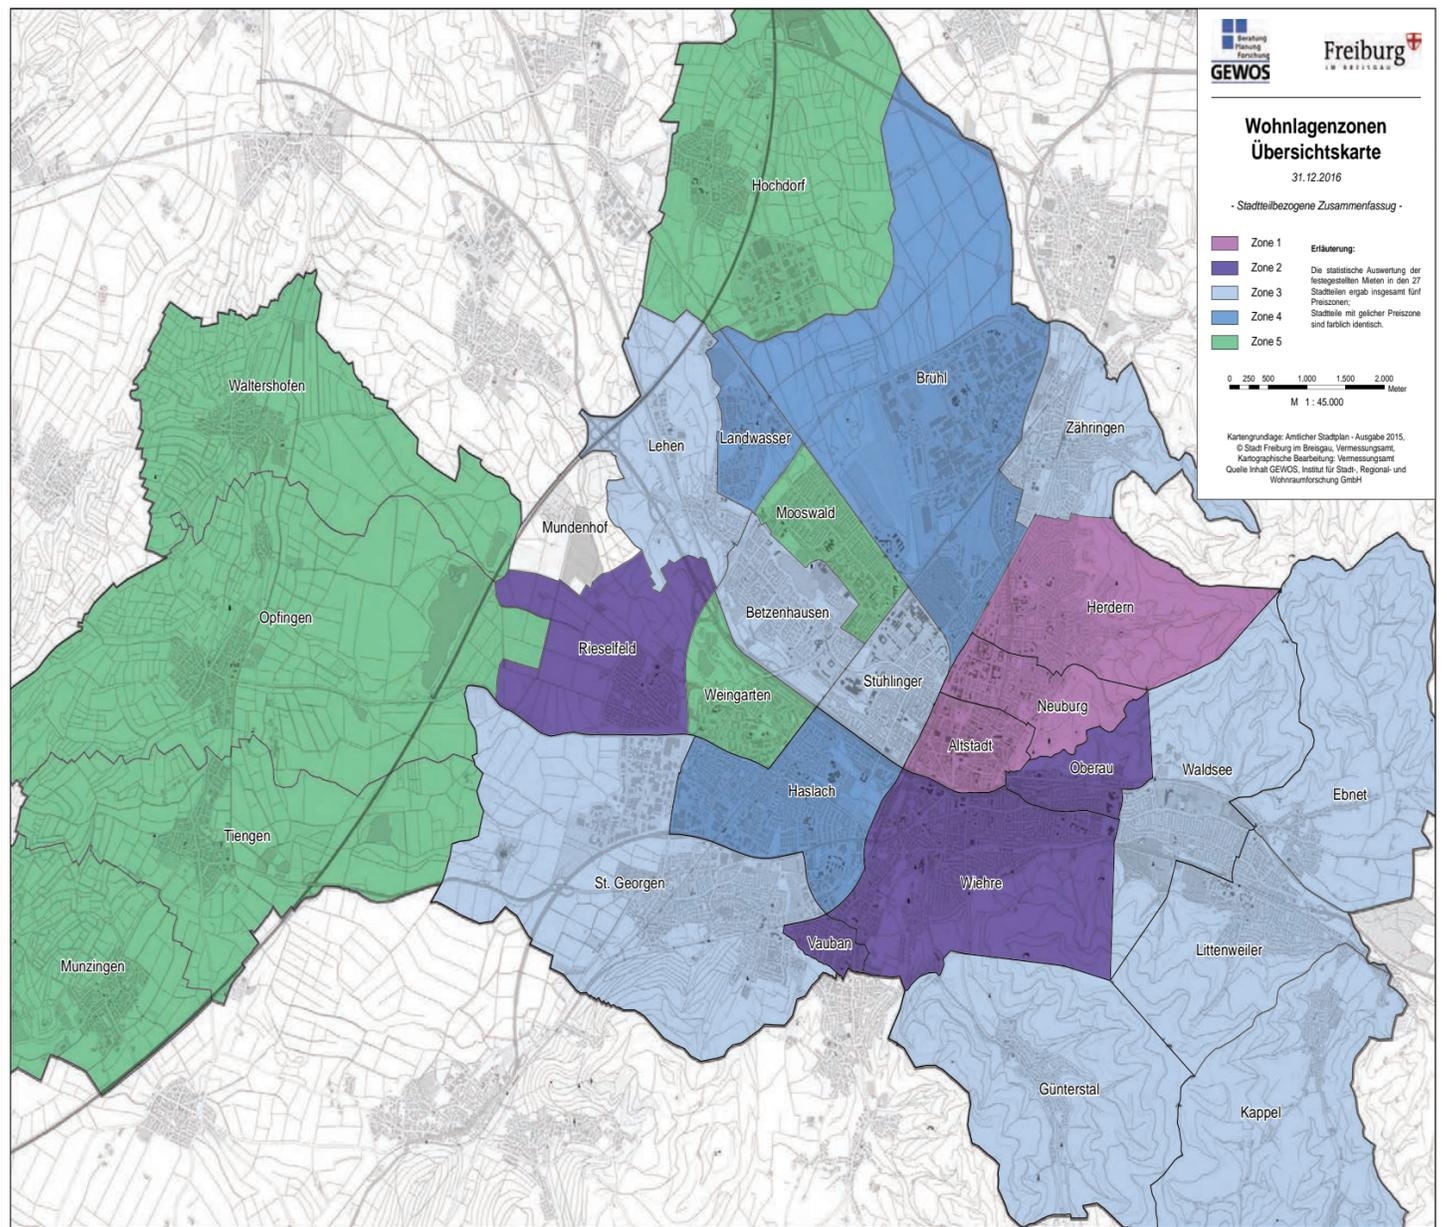 Beratung
Planung
Forschung
GEWOS
Freiburg
IM BREISGAU
Wohnlagenzonen
Übersichtskarte
31.12.2016
- Stadtteilbezogene Zusammenfassug -
Zone 1
Zone 2
Zone 3
Zone 4
Zone 5
Erläuterung:
Die statistische Auswertung der
festegestellten Mieten in den 27
Stadtteilen ergab insgesamt fünf
Preiszonen;
Stadtteile mit gelicher Preiszone
sind farblich identisch.
0 250 500 1.000 1.500 2.000
Meter
M 1 : 45.000
Kartengrundlage: Amtlicher Stadtplan - Ausgabe 2015,
© Stadt Freiburg im Breisgau, Vermessungsamt,
Kartographische Bearbeitung: Vermessungsamt
Quelle Inhalt GEWOS, Institut für Stadt-, Regional- und
Wohnraumforschung GmbH
Hochdorf
Waltershofen
Brühl
Lehen
Landwasser
Zähringen
Mooswald
Mundenhof
Opfingen
Betzenhausen
Herdern
Rieselfeld
Weingarten
Stühlinger
Neuburg
Altstadt
Oberau
Waldsee
Ebnet
Haslach
Tiengen
St. Georgen
Wiehre
Vauban
Littenweiler
Munzingen
Günterstal
Kappel